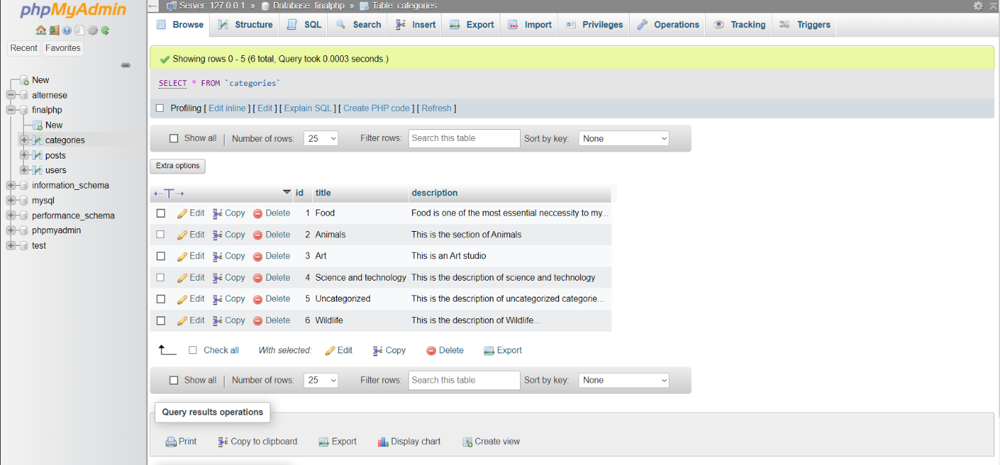 phpMyAdmin
Recent Favorites
New
alternese
finalphp
New
categories
posts
users
information_schema
mysql
performance_schema
phpmyadmin
test
Server: 127.0.0.1 » Database: finalphp » Table: categories
Browse Structure SQL Search Insert Export Import Privileges Operations Tracking Triggers
Showing rows 0 - 5 (6 total, Query took 0.0003 seconds.)
SELECT * FROM `categories`
Profiling [ Edit inline ] [ Edit ] [ Explain SQL ] [ Create PHP code ] [ Refresh ]
Show all | Number of rows: 25 Filter rows: Search this table Sort by key: None
Extra options
←T→ id title description
Edit Copy Delete 1 Food Food is one of the most essential neccessity to my...
Edit Copy Delete 2 Animals This is the section of Animals
Edit Copy Delete 3 Art This is an Art studio
Edit Copy Delete 4 Science and technology This is the description of science and technology
Edit Copy Delete 5 Uncategorized This is the description of uncategorized categorie...
Edit Copy Delete 6 Wildlife This is the description of Wildlife...
Check all With selected: Edit Copy Delete Export
Show all | Number of rows: 25 Filter rows: Search this table Sort by key: None
Query results operations
Print Copy to clipboard Export Display chart Create view